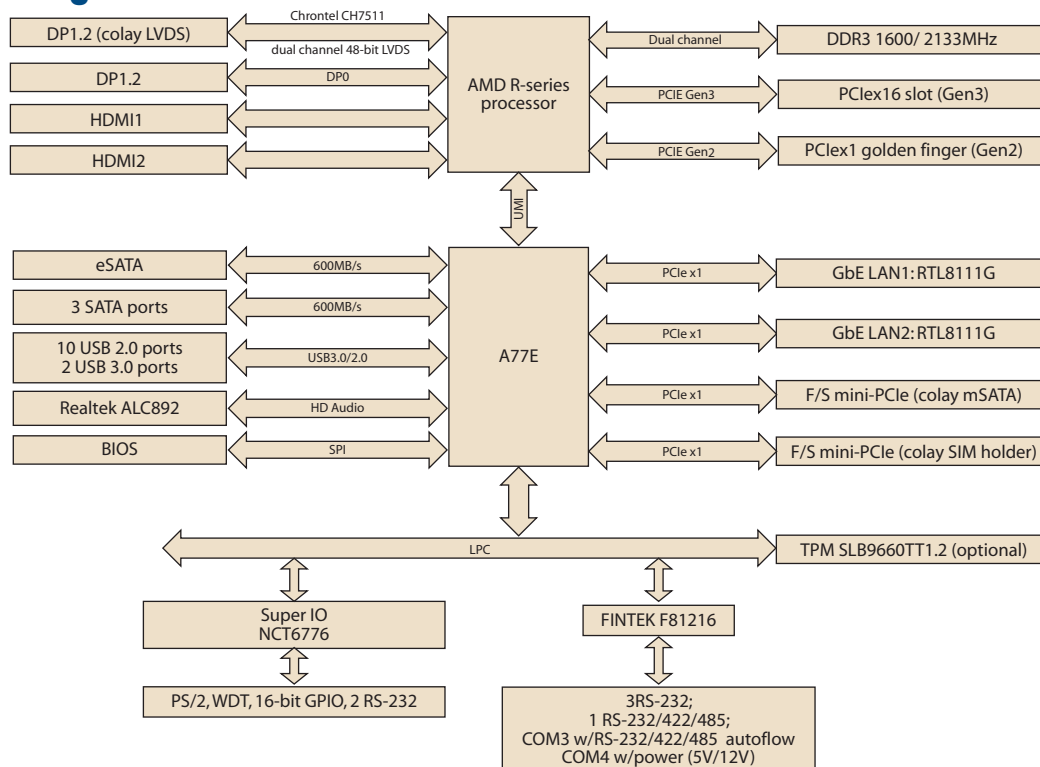 DP1.2 (colay LVDS)
Chrontel CH7511
dual channel 48-bit LVDS
DP1.2
DP0
HDMI1
HDMI2
AMD R-series
processor
Dual channel
DDR3 1600/ 2133MHz
PCIE Gen3
PCIex16 slot (Gen3)
PCIE Gen2
PCIex1 golden finger (Gen2)
UMI
eSATA
600MB/s
3 SATA ports
600MB/s
10 USB 2.0 ports
2 USB 3.0 ports
USB3.0/2.0
Realtek ALC892
HD Audio
BIOS
SPI
A77E
PCIe x1
GbE LAN1: RTL8111G
PCIe x1
GbE LAN2: RTL8111G
PCIe x1
F/S mini-PCIe (colay mSATA)
PCIe x1
F/S mini-PCIe (colay SIM holder)
LPC
TPM SLB9660TT1.2 (optional)
Super IO
NCT6776
PS/2, WDT, 16-bit GPIO, 2 RS-232
FINTEK F81216
3RS-232;
1 RS-232/422/485;
COM3 w/RS-232/422/485 autoflow
COM4 w/power (5V/12V)